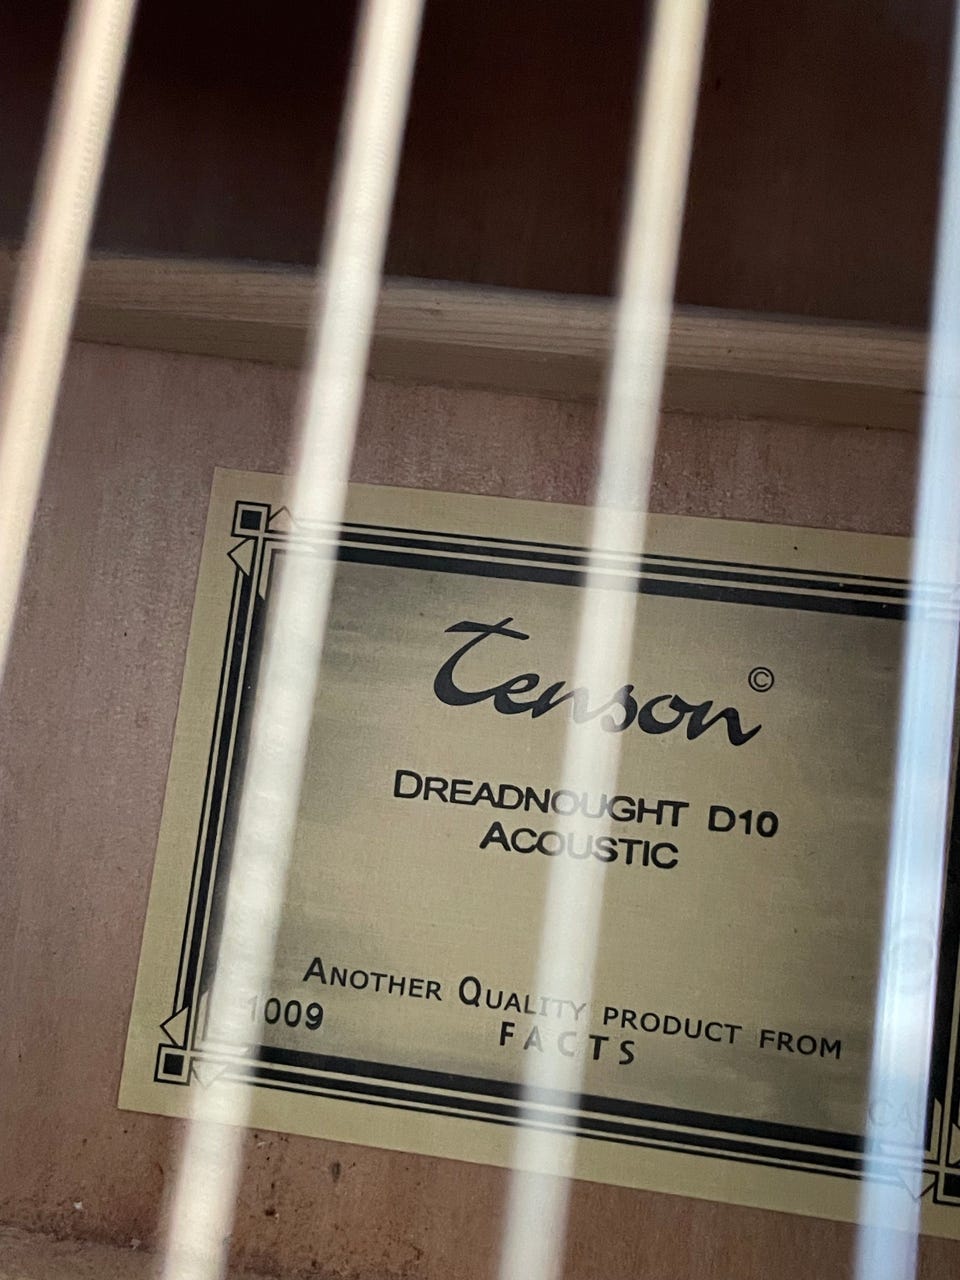 Tenson ©
DREADNOUGHT D10
ACOUSTIC
ANOTHER QUALITY PRODUCT FROM
1009
FACTS